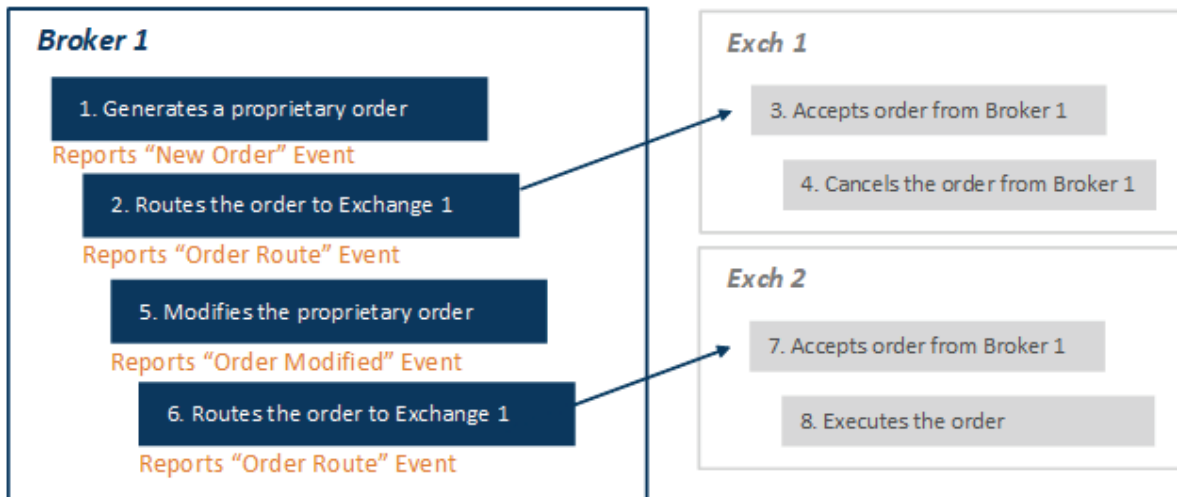 Broker 1
1. Generates a proprietary order
Reports “New Order” Event
2. Routes the order to Exchange 1
Reports “Order Route” Event
5. Modifies the proprietary order
Reports “Order Modified” Event
6. Routes the order to Exchange 1
Reports “Order Route” Event
Exch 1
3. Accepts order from Broker 1
4. Cancels the order from Broker 1
Exch 2
7. Accepts order from Broker 1
8. Executes the order